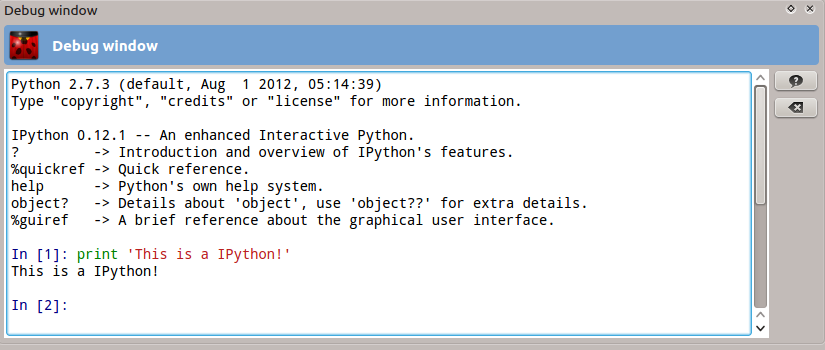 Debug window
Debug window
Python 2.7.3 (default, Aug  1 2012, 05:14:39)
Type "copyright", "credits" or "license" for more information.
IPython 0.12.1 -- An enhanced Interactive Python.
?         -> Introduction and overview of IPython's features.
%quickref -> Quick reference.
help      -> Python's own help system.
object?   -> Details about 'object', use 'object??' for extra details.
%guiref   -> A brief reference about the graphical user interface.
In [1]: print 'This is a IPython!'
This is a IPython!
In [2]: